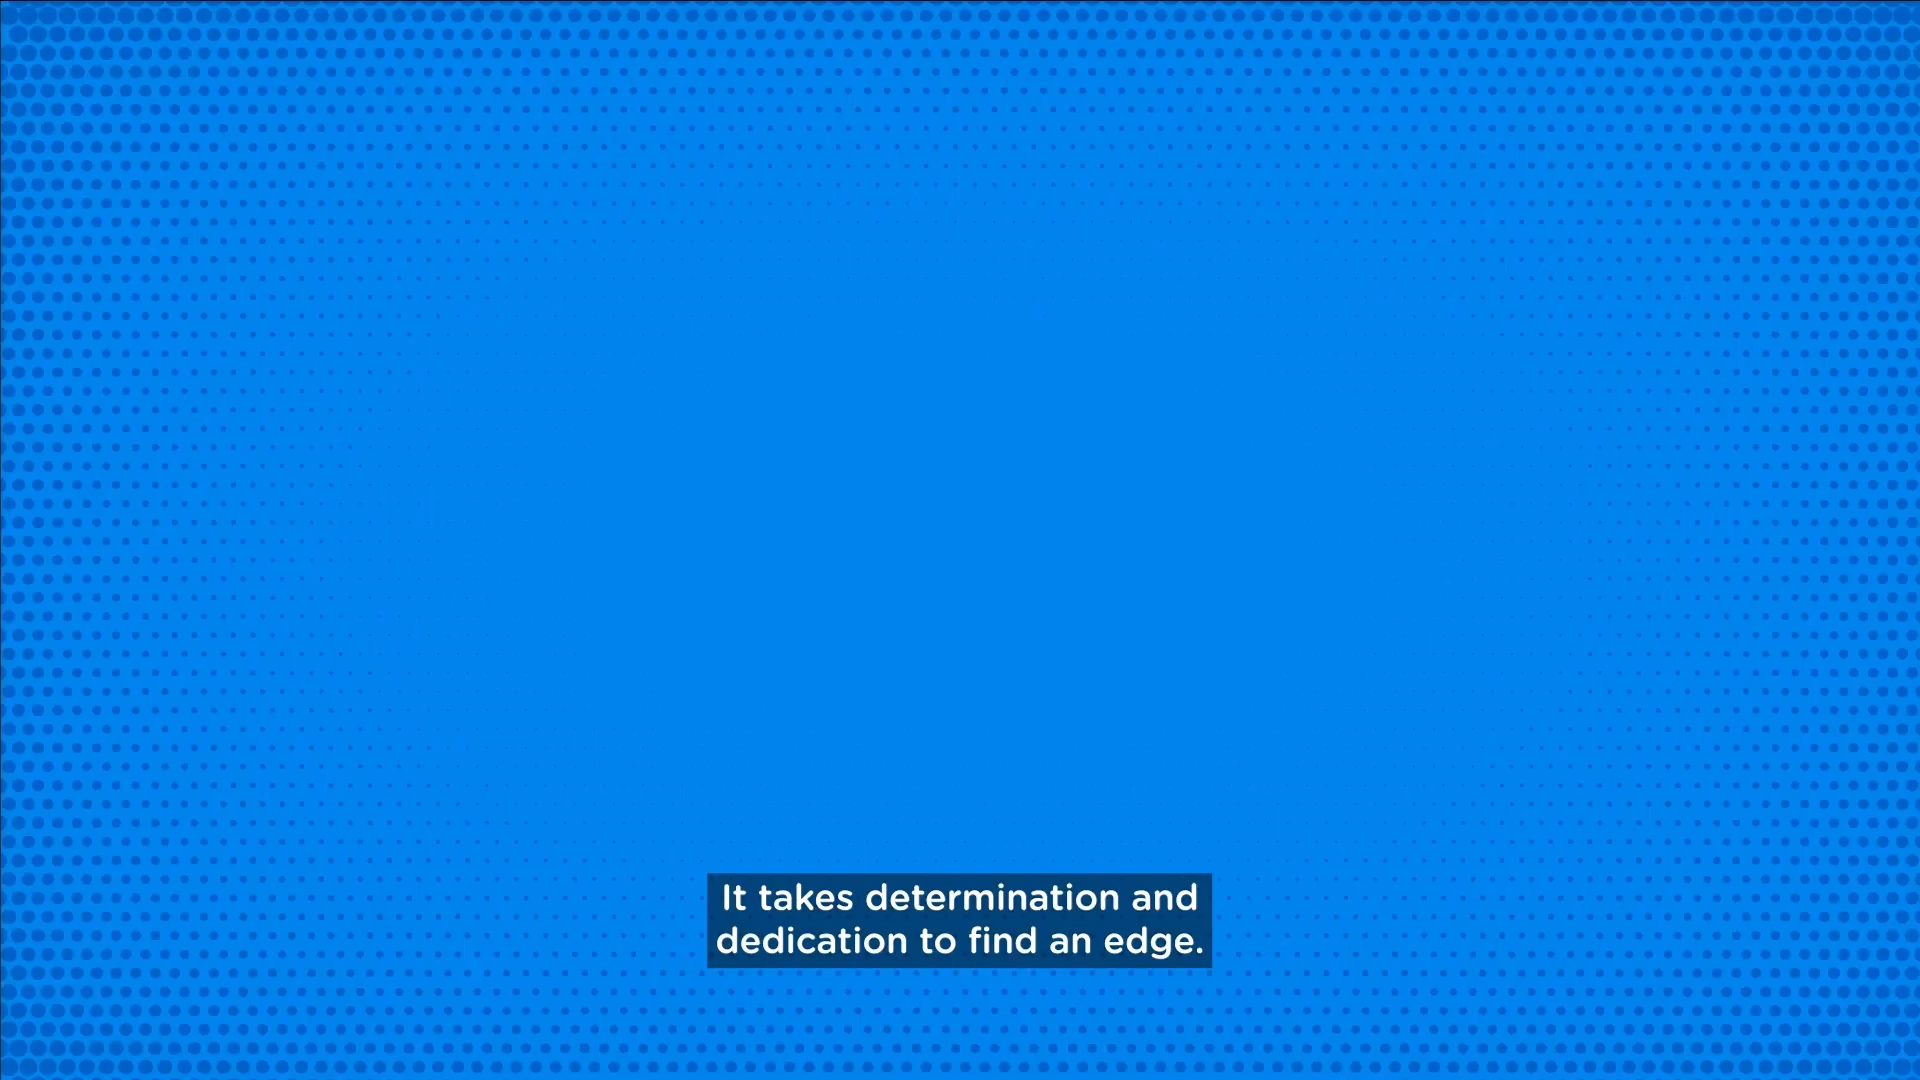 It takes determination and
dedication to find an edge.